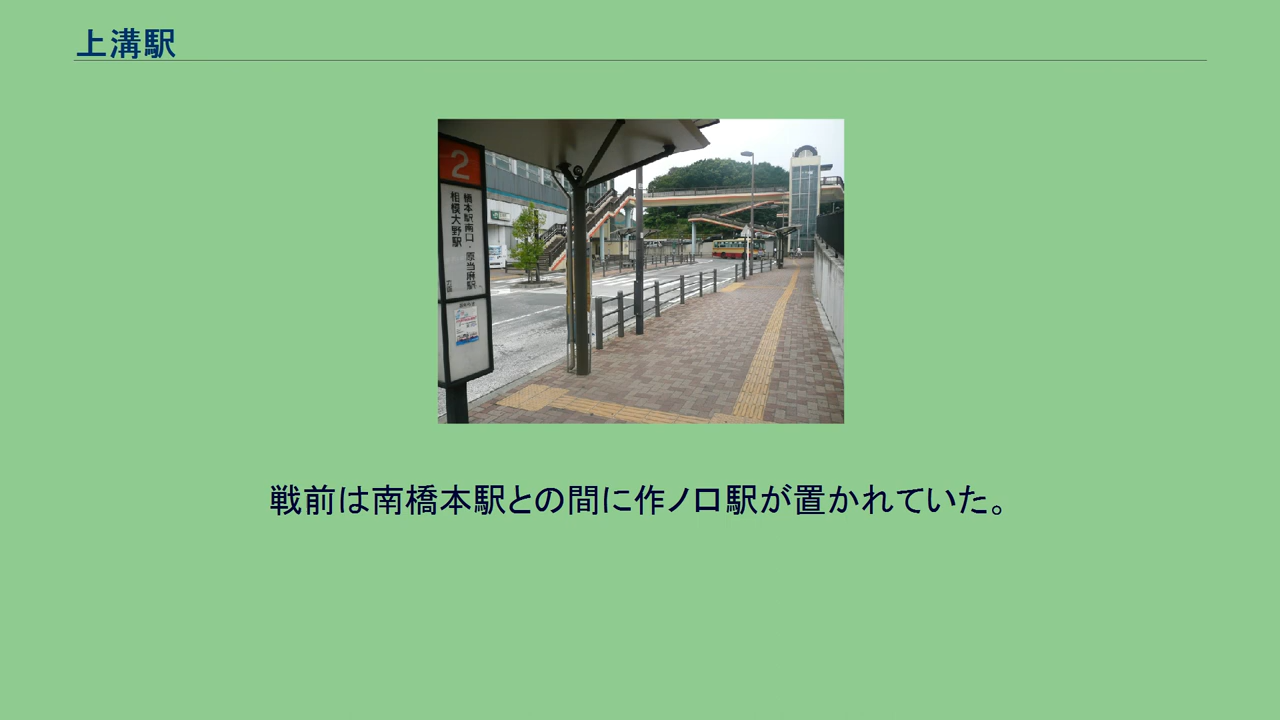 上溝駅
2
橋本駅南口・原当麻駅
相模大野駅
戦前は南橋本駅との間に作ノ口駅が置かれていた。